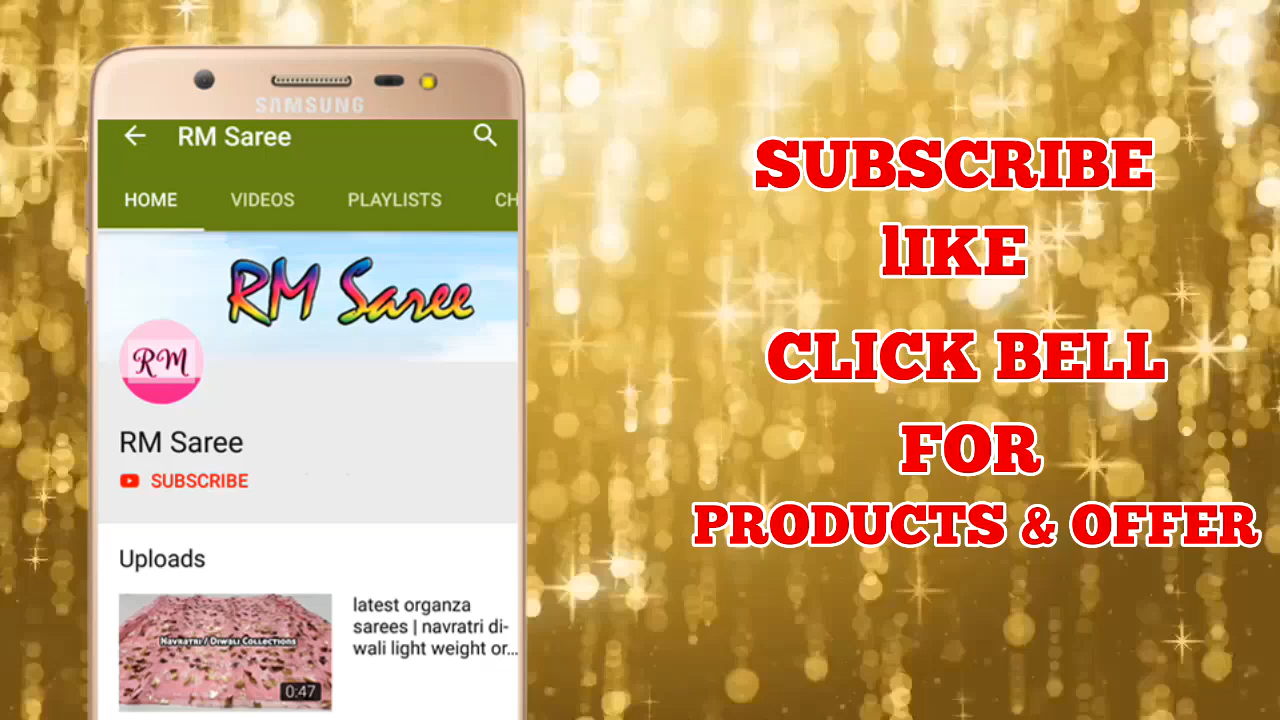 SAMSUNG
RM Saree
HOME VIDEOS PLAYLISTS CH
RM Saree
RM
RM Saree
SUBSCRIBE
Uploads
Navratri / Diwali Collections
0:47
latest organza
sarees | navratri di-
wali light weight or...
SUBSCRIBE
lIKE
CLICK BELL
FOR
PRODUCTS & OFFER